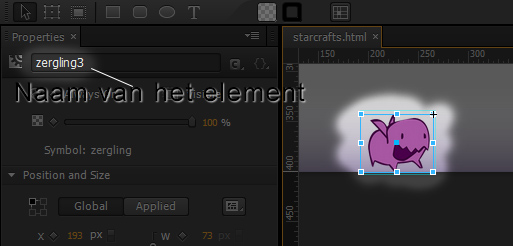 Properties ×
starcrafts.html ×
150 200 250 300
zergling3
Naam van het element
100 %
Symbol: zergling
350
400
450
Position and Size
Global Applied
X 193 px W 73 px